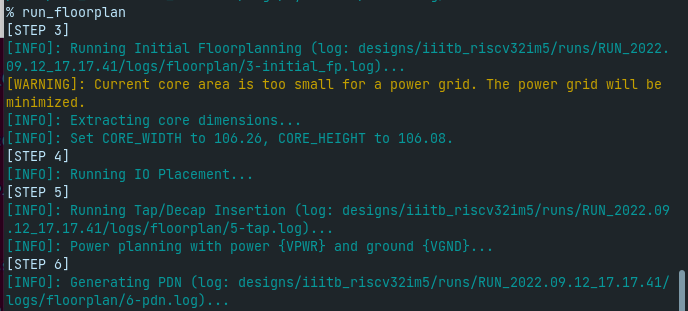 % run_floorplan
[STEP 3]
[INFO]: Running Initial Floorplanning (log: designs/iiitb_riscv32im5/runs/RUN_2022.
09.12_17.17.41/logs/floorplan/3-initial_fp.log)...
[WARNING]: Current core area is too small for a power grid. The power grid will be
minimized.
[INFO]: Extracting core dimensions...
[INFO]: Set CORE_WIDTH to 106.26, CORE_HEIGHT to 106.08.
[STEP 4]
[INFO]: Running IO Placement...
[STEP 5]
[INFO]: Running Tap/Decap Insertion (log: designs/iiitb_riscv32im5/runs/RUN_2022.09
.12_17.17.41/logs/floorplan/5-tap.log)...
[INFO]: Power planning with power {VPWR} and ground {VGND}...
[STEP 6]
[INFO]: Generating PDN (log: designs/iiitb_riscv32im5/runs/RUN_2022.09.12_17.17.41/
logs/floorplan/6-pdn.log)...